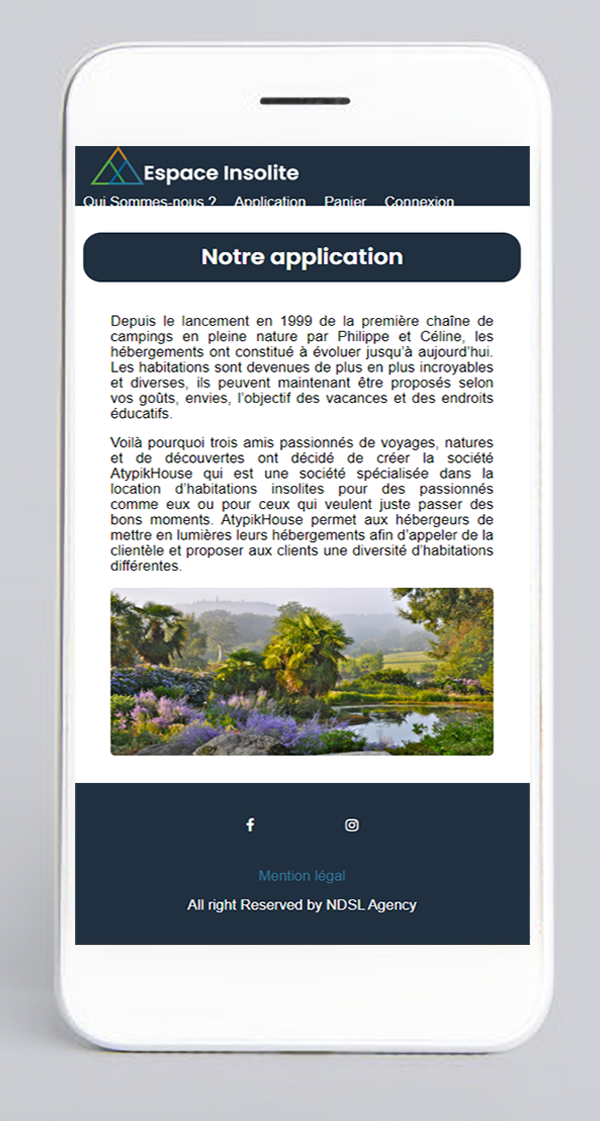 Espace Insolite
Qui Sommes-nous ? Application Panier Connexion
Notre application
Depuis le lancement en 1999 de la première chaîne de
campings en pleine nature par Philippe et Céline, les
hébergements ont constitué à évoluer jusqu'à aujourd'hui.
Les habitations sont devenues de plus en plus incroyables
et diverses, ils peuvent maintenant être proposés selon
vos goûts, envies, l'objectif des vacances et des endroits
éducatifs.
Voilà pourquoi trois amis passionnés de voyages, natures
et de découvertes ont décidé de créer la société
AtypikHouse qui est une société spécialisée dans la
location d'habitations insolites pour des passionnés
comme eux ou pour ceux qui veulent juste passer des
bons moments. AtypikHouse permet aux hébergeurs de
mettre en lumières leurs hébergements afin d'appeler de la
clientèle et proposer aux clients une diversité d'habitations
différentes.
Mention légal
All right Reserved by NDSL Agency